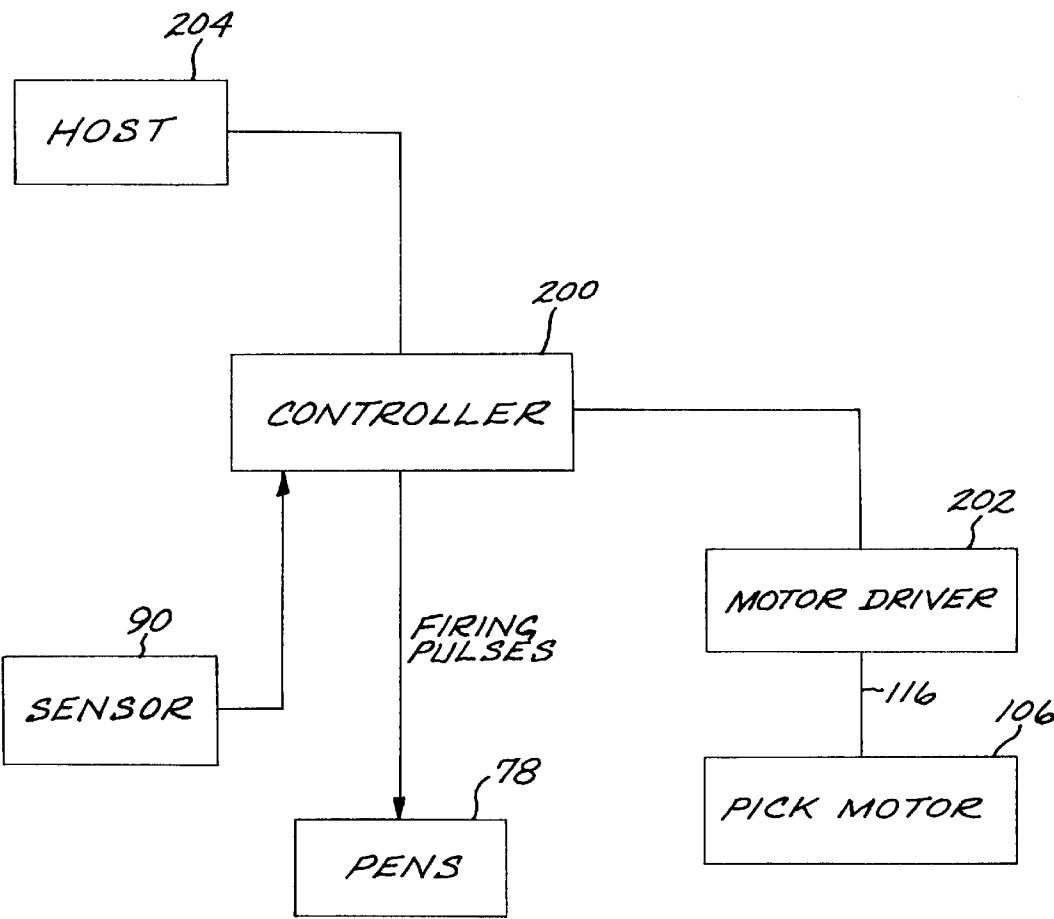 204
HOST
200
CONTROLLER
202
MOTOR DRIVER
90
FIRING
PULSES
SENSOR
116
106
78
PICK MOTOR
PENS